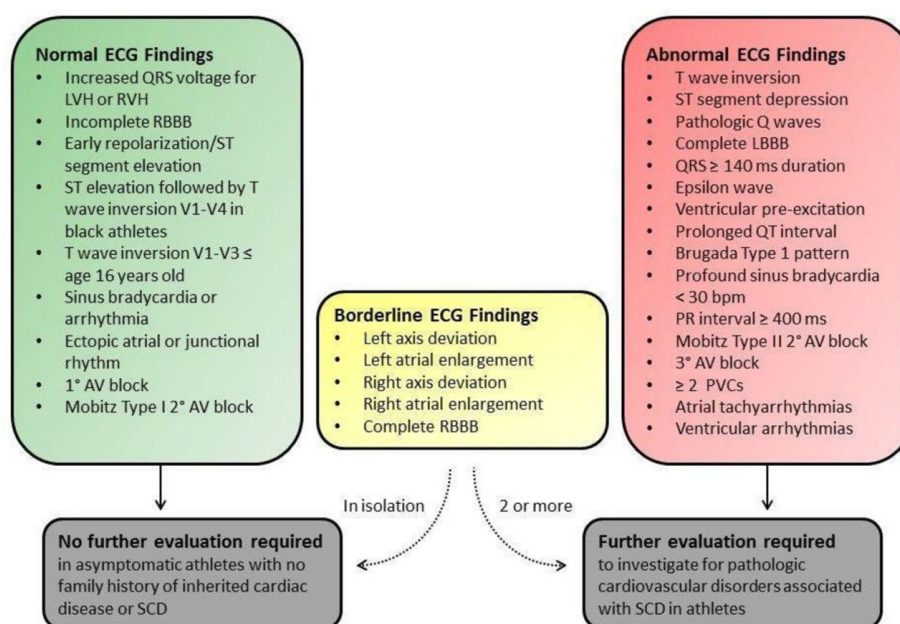 Normal ECG Findings
• Increased QRS voltage for
LVH or RVH
• Incomplete RBBB
• Early repolarization/ST
segment elevation
• ST elevation followed by T
wave inversion V1-V4 in
black athletes
• T wave inversion V1-V3 ≤
age 16 years old
• Sinus bradycardia or
arrhythmia
• Ectopic atrial or junctional
rhythm
• 1° AV block
• Mobitz Type I 2° AV block
Borderline ECG Findings
• Left axis deviation
• Left atrial enlargement
• Right axis deviation
• Right atrial enlargement
• Complete RBBB
Abnormal ECG Findings
• T wave inversion
• ST segment depression
• Pathologic Q waves
• Complete LBBB
• QRS ≥ 140 ms duration
• Epsilon wave
• Ventricular pre-excitation
• Prolonged QT interval
• Brugada Type 1 pattern
• Profound sinus bradycardia
< 30 bpm
• PR interval ≥ 400 ms
• Mobitz Type II 2° AV block
• 3° AV block
• ≥ 2 PVCs
• Atrial tachyarrhythmias
• Ventricular arrhythmias
In isolation
2 or more
No further evaluation required
in asymptomatic athletes with no
family history of inherited cardiac
disease or SCD
Further evaluation required
to investigate for pathologic
cardiovascular disorders associated
with SCD in athletes